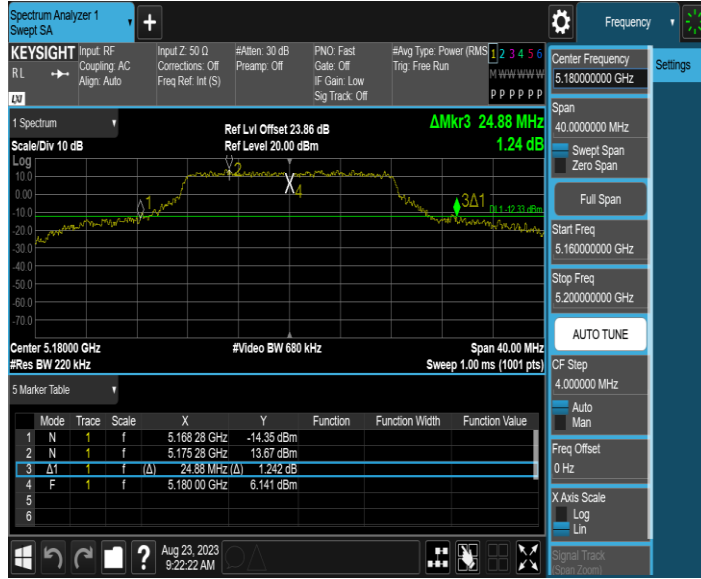 Spectrum Analyzer 1
Swept SA
+
Frequency
KEYSIGHT
RL
LXI
Input: RF
Coupling: AC
Align: Auto
Input Z: 50 Ω
Corrections: Off
Freq Ref: Int (S)
#Atten: 30 dB
Preamp: Off
PNO: Fast
Gate: Off
IF Gain: Low
Sig Track: Off
#Avg Type: Power (RMS
Trig: Free Run
1 2 3 4 5 6
M W W W W W
P P P P P P
Center Frequency
5.180000000 GHz
Settings
1 Spectrum
Scale/Div 10 dB
Ref Lvl Offset 23.86 dB
Ref Level 20.00 dBm
ΔMkr3 24.88 MHz
1.24 dB
Log
10.0
0.00
-10.0
-20.0
-30.0
-40.0
-50.0
-60.0
-70.0
1
2
4
3Δ1
DL1 -12.33 dBm
Center 5.18000 GHz
#Res BW 220 kHz
#Video BW 680 kHz
Span 40.00 MHz
Sweep 1.00 ms (1001 pts)
Span
40.0000000 MHz
Swept Span
Zero Span
Full Span
Start Freq
5.160000000 GHz
Stop Freq
5.200000000 GHz
AUTO TUNE
CF Step
4.000000 MHz
Auto
Man
Freq Offset
0 Hz
X Axis Scale
Log
Lin
Signal Track
(Span Zoom)
5 Marker Table
Mode Trace Scale X Y Function Function Width Function Value
1 N 1 f 5.168 28 GHz -14.35 dBm
2 N 1 f 5.175 28 GHz 13.67 dBm
3 Δ1 1 f (Δ) 24.88 MHz (Δ) 1.242 dB
4 F 1 f 5.180 00 GHz 6.141 dBm
5
6
?
Aug 23, 2023
9:22:22 AM